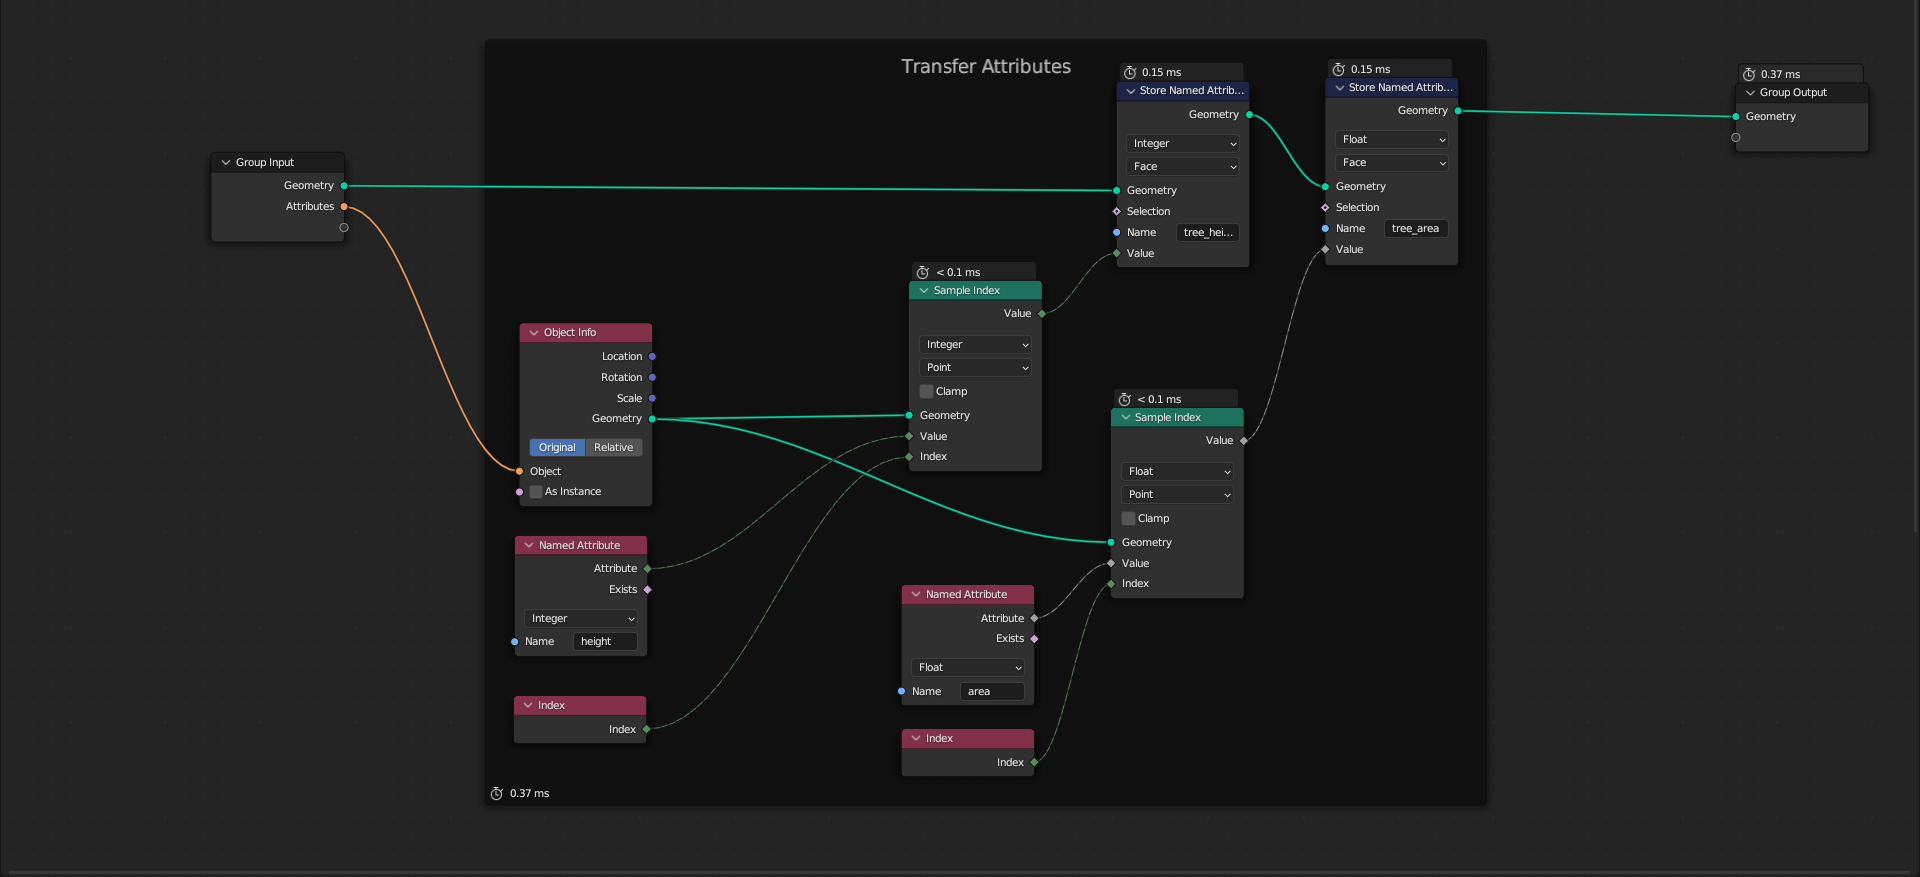 Transfer Attributes
Group Input
Geometry
Attributes
Object Info
Location
Rotation
Scale
Geometry
Original Relative
Object
As Instance
Named Attribute
Attribute
Exists
Integer
Name height
Index
Index
0.37 ms
< 0.1 ms
Sample Index
Value
Integer
Point
Clamp
Geometry
Value
Index
Named Attribute
Attribute
Exists
Float
Name area
Index
Index
0.15 ms
Store Named Attrib...
Geometry
Integer
Face
Geometry
Selection
Name tree_hei...
Value
< 0.1 ms
Sample Index
Value
Float
Point
Clamp
Geometry
Value
Index
0.15 ms
Store Named Attrib...
Geometry
Float
Face
Geometry
Selection
Name tree_area
Value
0.37 ms
Group Output
Geometry